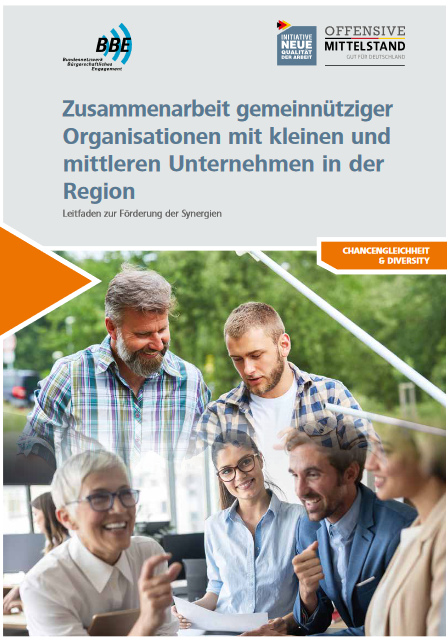 BBE
Bundesnetzwerk
Bürgerschaftliches
Engagement
INITIATIVE
NEUE
QUALITÄT
DER ARBEIT
OFFENSIVE
MITTELSTAND
GUT FÜR DEUTSCHLAND
Zusammenarbeit gemeinnütziger
Organisationen mit kleinen und
mittleren Unternehmen in der
Region
Leitfaden zur Förderung der Synergien
CHANCENGLEICHHEIT
& DIVERSITY